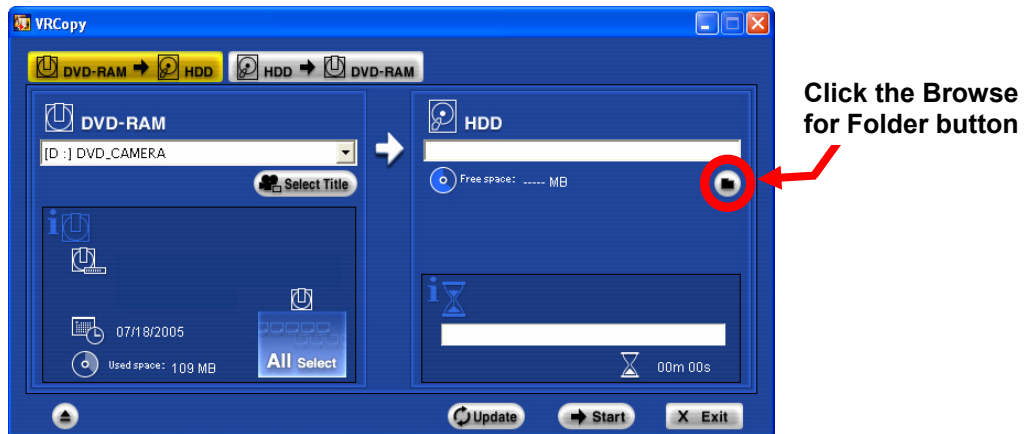 VRCopy
DVD-RAM HDD
HDD DVD-RAM
DVD-RAM
[D :] DVD_CAMERA
Select Title
07/18/2005
Used space: 109 MB
All Select
HDD
Free space: ----- MB
00m 00s
Update
Start
X Exit
Click the Browse
for Folder button